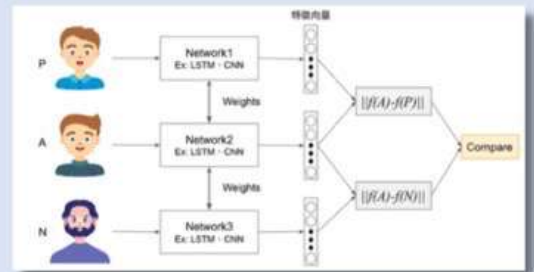 特徵向量
P
Network1
Ex: LSTM、CNN
||f(A)-f(P)||
Weights
A
Network2
Ex: LSTM、CNN
Compare
Weights
||f(A)-f(N)||
N
Network3
Ex: LSTM、CNN